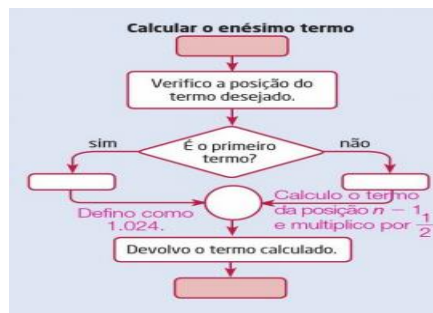 Calcular o enésimo termo
Verifico a posição do
termo desejado.
sim
É o primeiro
termo?
não
Defino como
1.024.
Calculo o termo
da posição n − 1
e multiplico por 1/2
Devolvo o termo calculado.